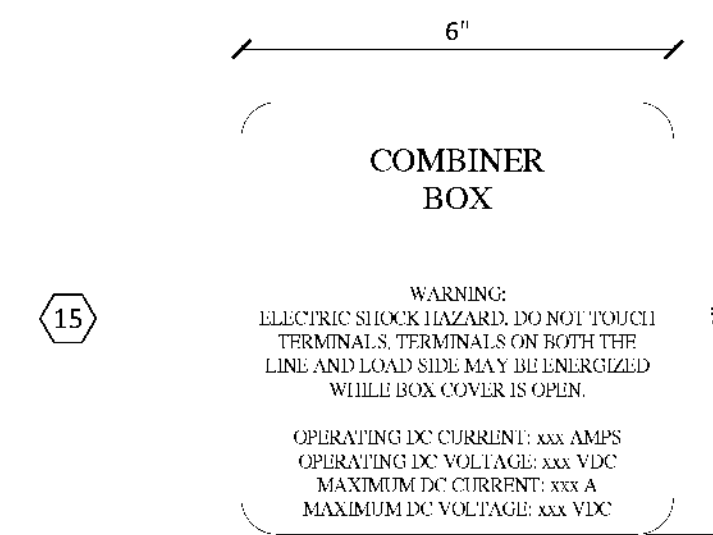 6"
COMBINER
BOX
15
WARNING:
ELECTRIC SHOCK HAZARD. DO NOT TOUCH
TERMINALS. TERMINALS ON BOTH THE
LINE AND LOAD SIDE MAY BE ENERGIZED
WHILE BOX COVER IS OPEN.
OPERATING DC CURRENT: xxx AMPS
OPERATING DC VOLTAGE: xxx VDC
MAXIMUM DC CURRENT: xxx A
MAXIMUM DC VOLTAGE: xxx VDC